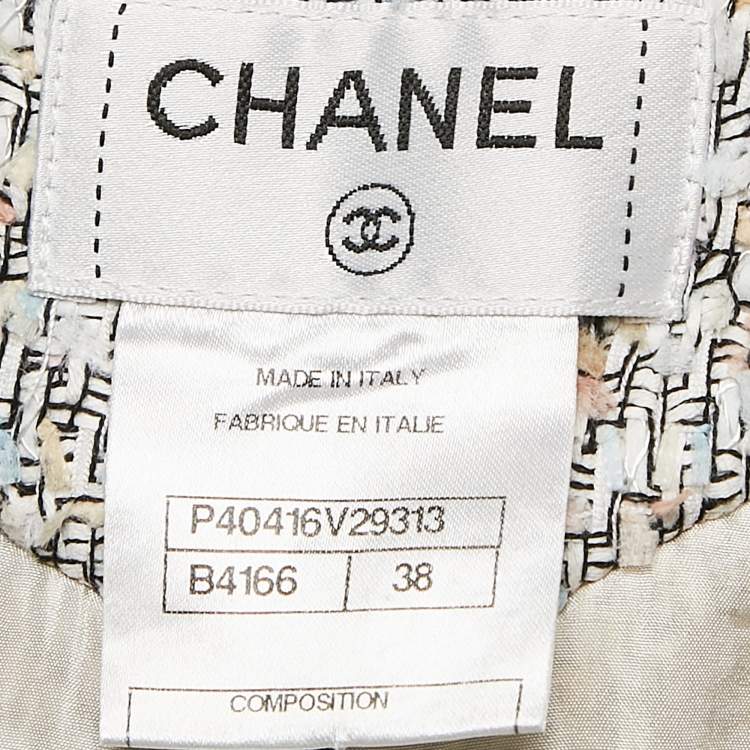 CHANEL
MADE IN ITALY
FABRIQUE EN ITALIE
P40416V29313
B4166 38
COMPOSITION